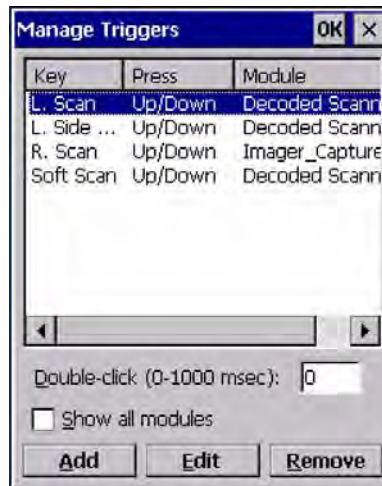 Manage Triggers OK ×
Key Press Module
L. Scan Up/Down Decoded Scann
L. Side ... Up/Down Decoded Scann
R. Scan Up/Down Imager_Capture
Soft Scan Up/Down Decoded Scann
Double-click (0-1000 msec): 0
Show all modules
Add Edit Remove